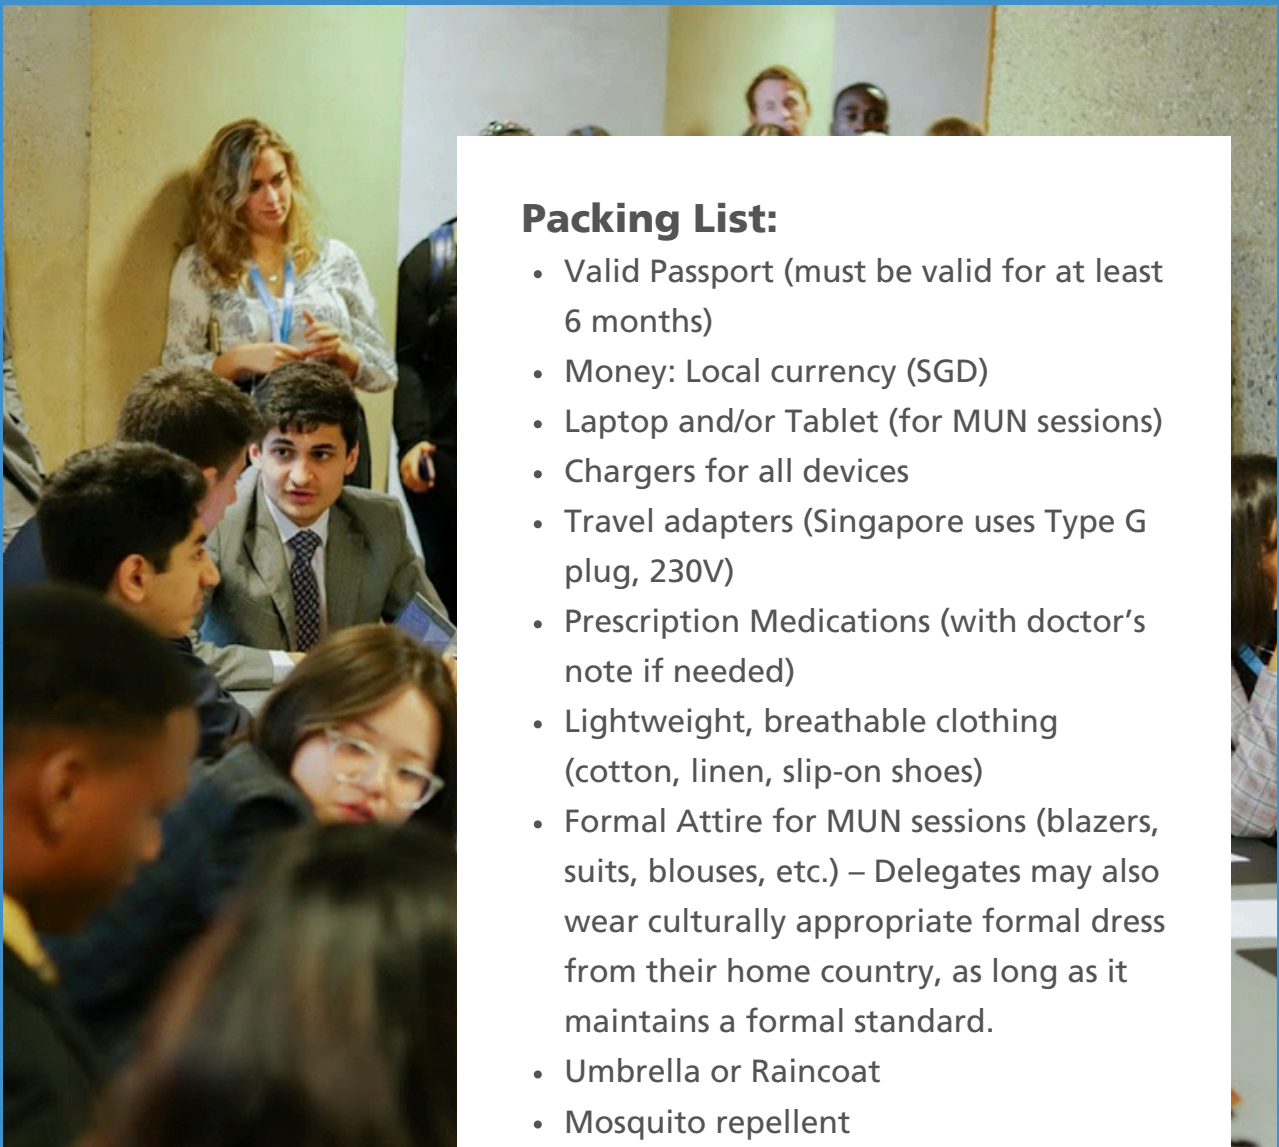 Packing List:
• Valid Passport (must be valid for at least
6 months)
• Money: Local currency (SGD)
• Laptop and/or Tablet (for MUN sessions)
• Chargers for all devices
• Travel adapters (Singapore uses Type G
plug, 230V)
• Prescription Medications (with doctor’s
note if needed)
• Lightweight, breathable clothing
(cotton, linen, slip-on shoes)
• Formal Attire for MUN sessions (blazers,
suits, blouses, etc.) – Delegates may also
wear culturally appropriate formal dress
from their home country, as long as it
maintains a formal standard.
• Umbrella or Raincoat
• Mosquito repellent